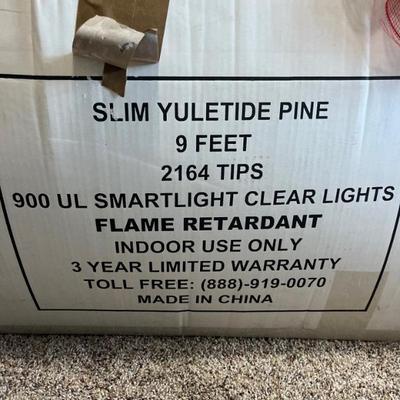 SLIM YULETIDE PINE
9 FEET
2164 TIPS
900 UL SMARTLIGHT CLEAR LIGHTS
FLAME RETARDANT
INDOOR USE ONLY
3 YEAR LIMITED WARRANTY
TOLL FREE: (888)-919-0070
MADE IN CHINA